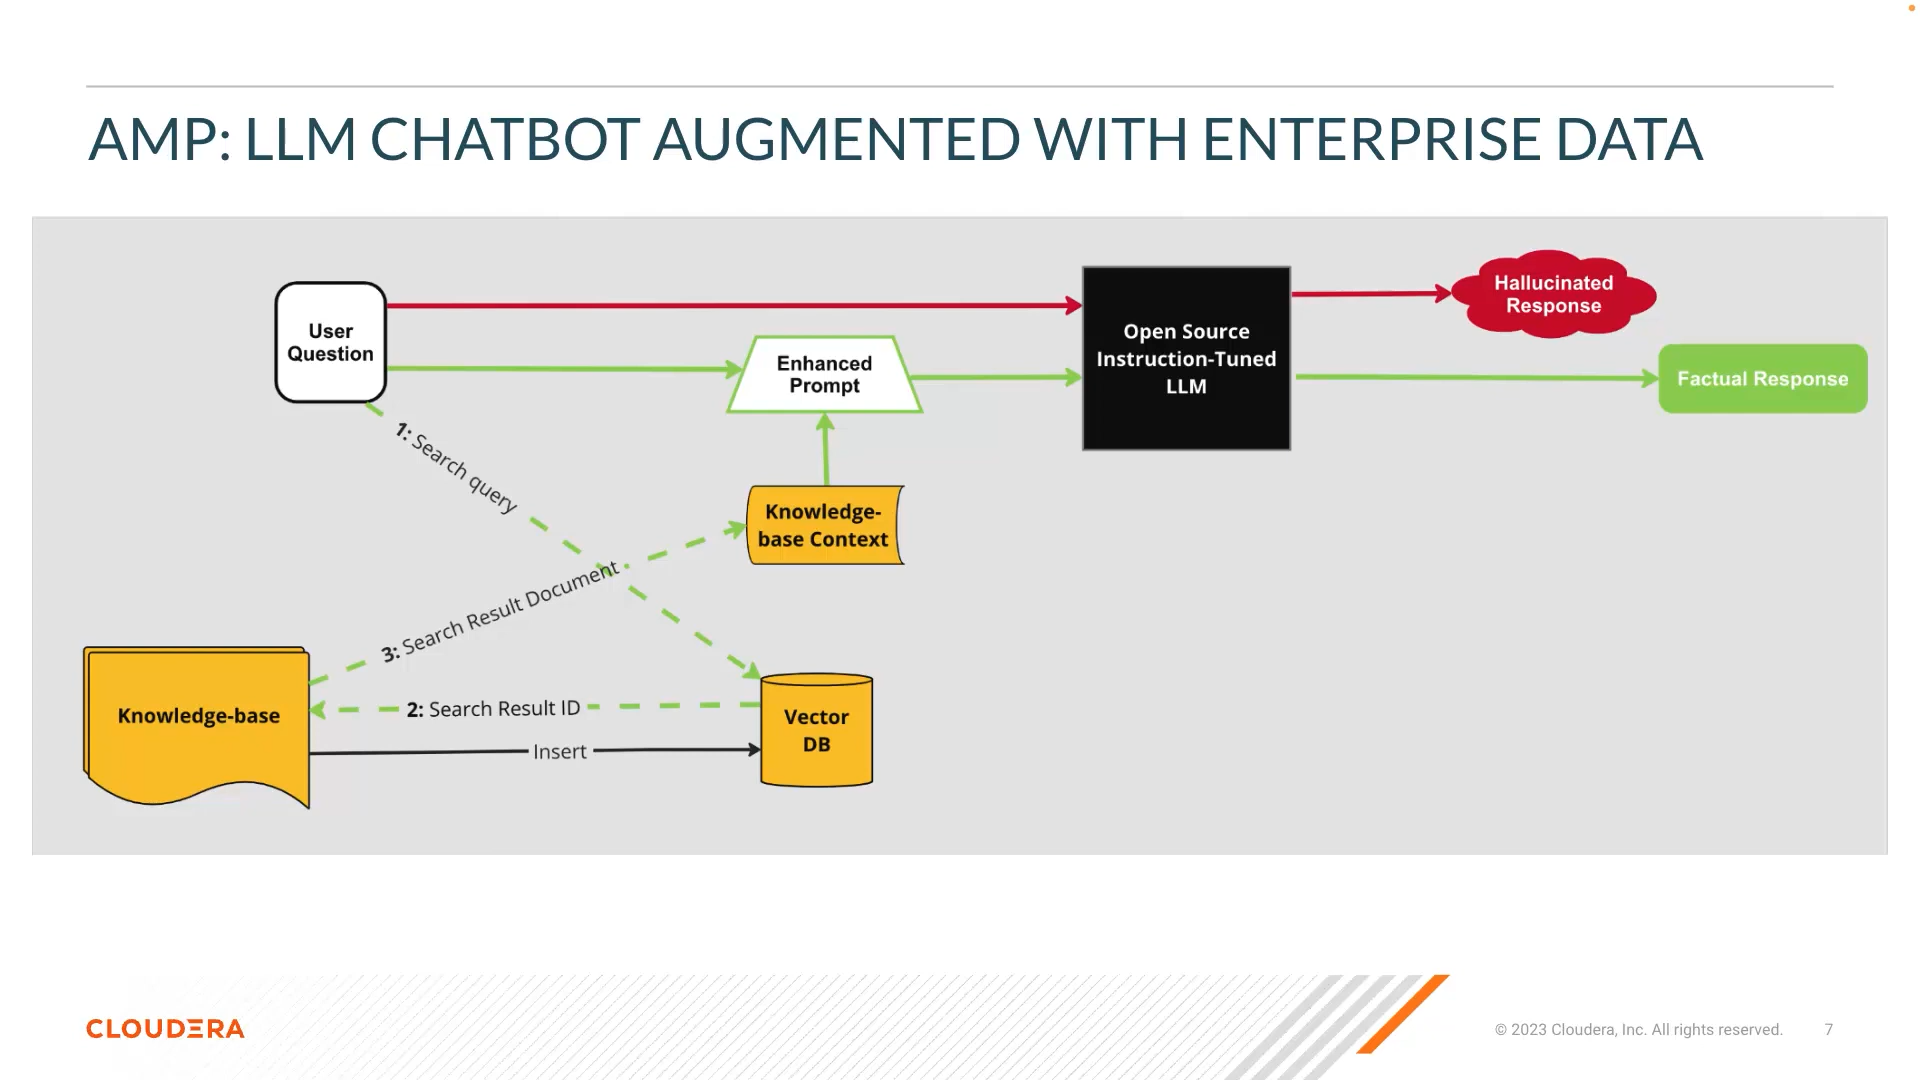 AMP: LLM CHATBOT AUGMENTED WITH ENTERPRISE DATA
User
Question
Enhanced
Prompt
Open Source
Instruction-Tuned
LLM
Hallucinated
Response
Factual Response
1: Search query
Knowledge-
base Context
3: Search Result Document
Knowledge-base
2: Search Result ID
Insert
Vector
DB
CLOUDERA
© 2023 Cloudera, Inc. All rights reserved.
7